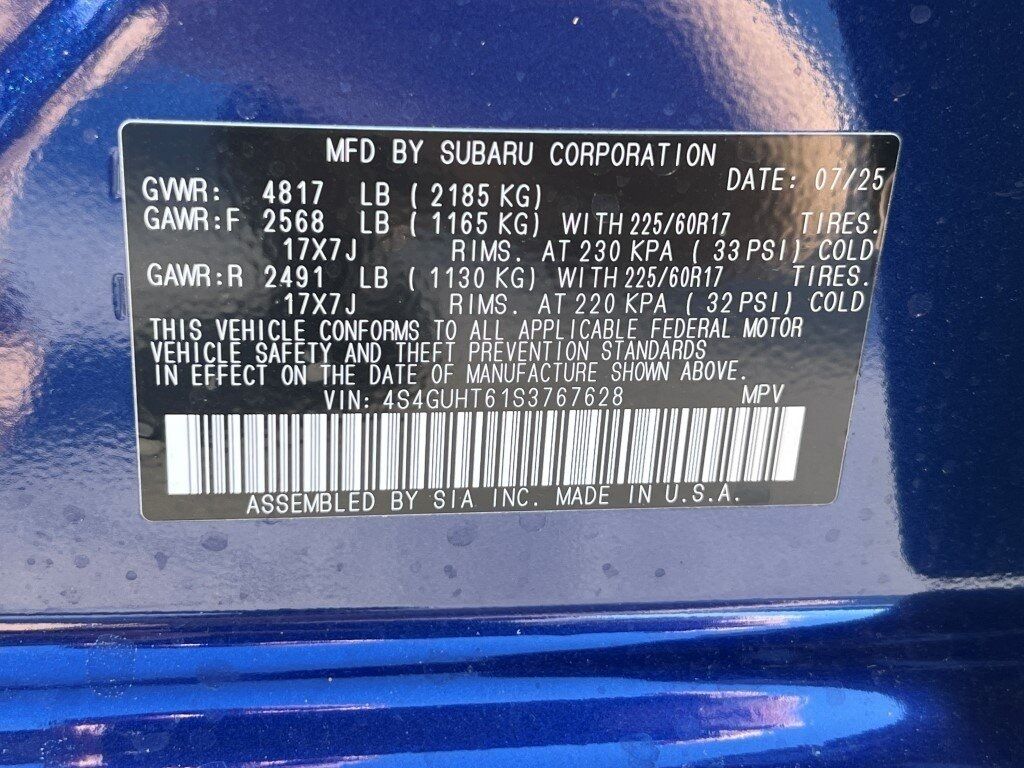 MFD BY SUBARU CORPORATION
DATE: 07/25
GVWR: 4817 LB ( 2185 KG)
GAWR:F 2568 LB ( 1165 KG) WITH 225/60R17 TIRES.
17X7J RIMS. AT 230 KPA ( 33 PSI) COLD
GAWR:R 2491 LB ( 1130 KG) WITH 225/60R17 TIRES.
17X7J RIMS. AT 220 KPA ( 32 PSI) COLD
THIS VEHICLE CONFORMS TO ALL APPLICABLE FEDERAL MOTOR
VEHICLE SAFETY AND THEFT PREVENTION STANDARDS
IN EFFECT ON THE DATE OF MANUFACTURE SHOWN ABOVE.
VIN: 4S4GUHT61S3767628 MPV
ASSEMBLED BY SIA INC. MADE IN U.S.A.